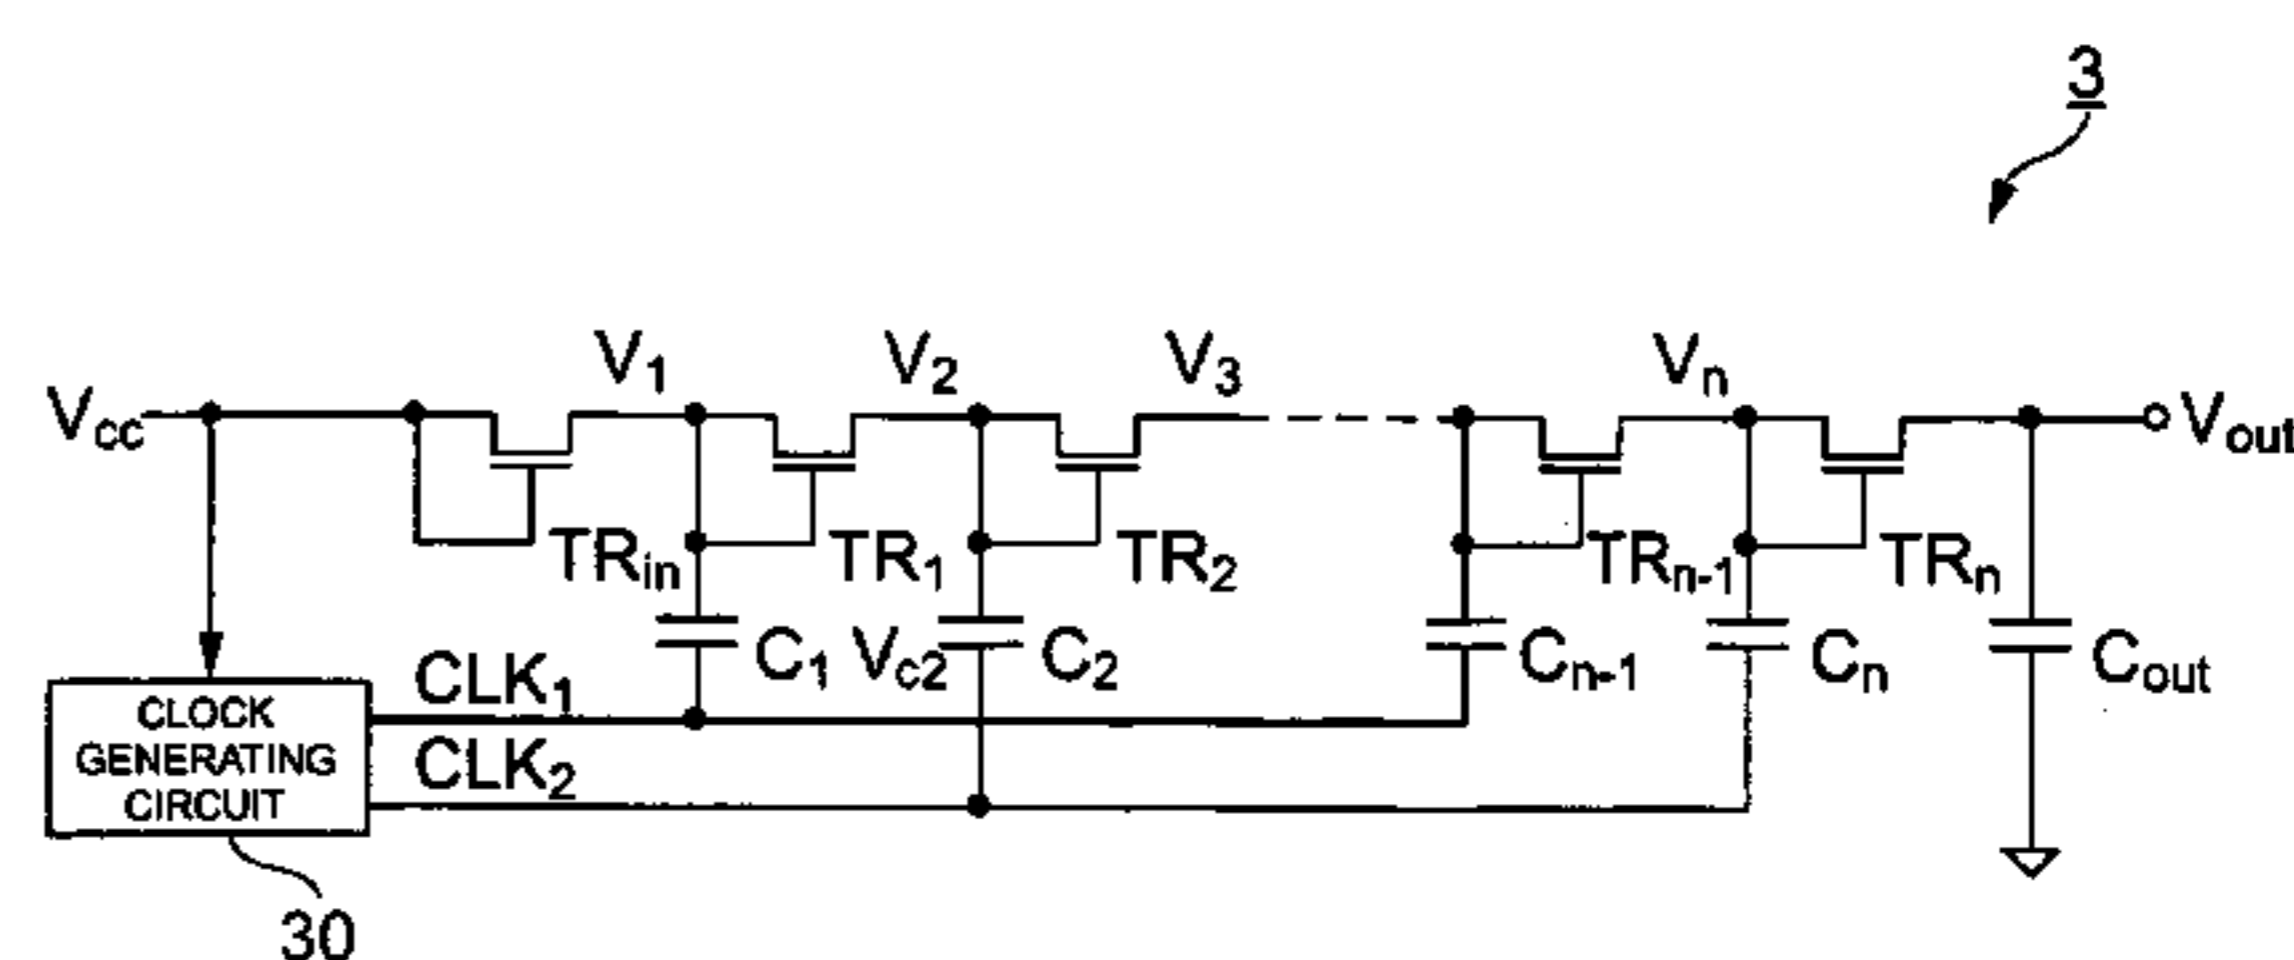 3
V1
V2
V3
Vn
Vcc
Vout
TRin
TR1
TR2
TRn-1
TRn
C1
Vc2
C2
Cn-1
Cn
Cout
CLK1
CLK2
CLOCK
GENERATING
CIRCUIT
30